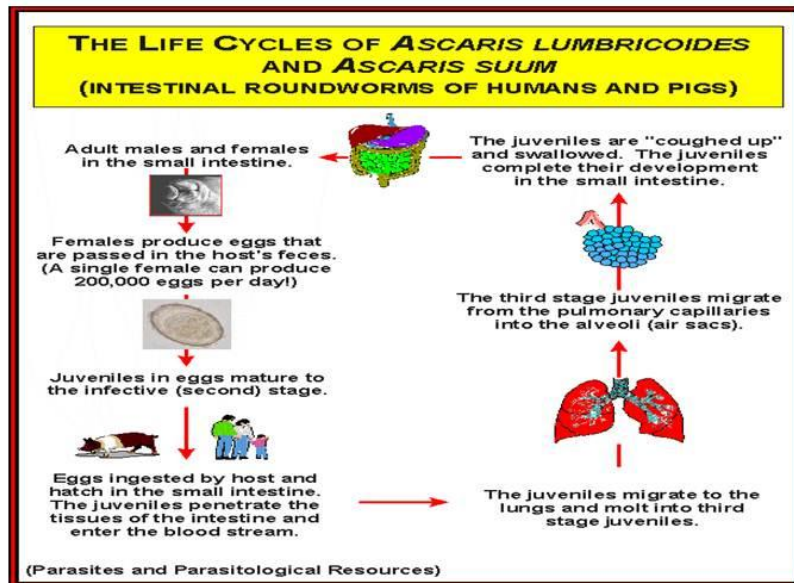 THE LIFE CYCLES OF ASCARIS LUMBRICOIDES
AND ASCARIS SUUM
(INTESTINAL ROUNDWORMS OF HUMANS AND PIGS)
Adult males and females
in the small intestine.
Females produce eggs that
are passed in the host's feces.
(A single female can produce
200,000 eggs per day!)
Juveniles in eggs mature to
the infective (second) stage.
Eggs ingested by host and
hatch in the small intestine.
The juveniles penetrate the
tissues of the intestine and
enter the blood stream.
The juveniles migrate to the
lungs and molt into third
stage juveniles.
The third stage juveniles migrate
from the pulmonary capillaries
into the alveoli (air sacs).
The juveniles are "coughed up"
and swallowed. The juveniles
complete their development
in the small intestine.
(Parasites and Parasitological Resources)